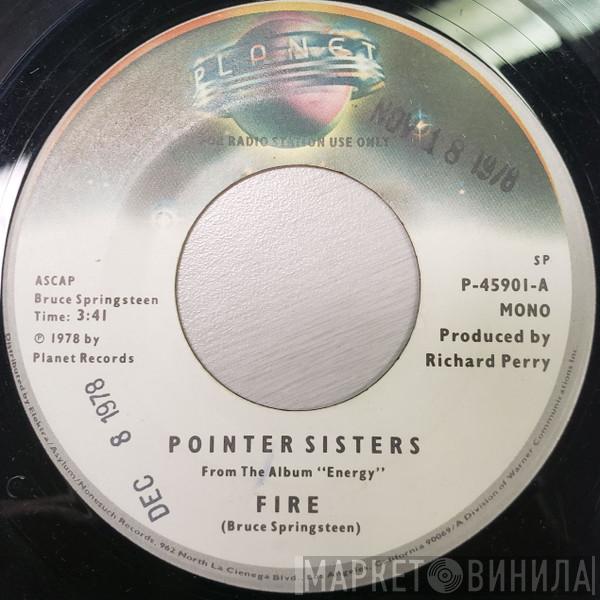 PLANET
FOR RADIO STATION USE ONLY
NOV 1 8 1978
ASCAP
Bruce Springsteen
Time: 3:41
℗ 1978 by
Planet Records
SP
P-45901-A
MONO
Produced by
Richard Perry
DEC 8 1978
POINTER SISTERS
From The Album "Energy"
FIRE
(Bruce Springsteen)
Distributed by Elektra/Asylum/Nonesuch Records, 962 North La Cienega Blvd., Los Angeles, California 90069/A Division of Warner Communications Inc.
МАРКЕТ ВИНИЛА